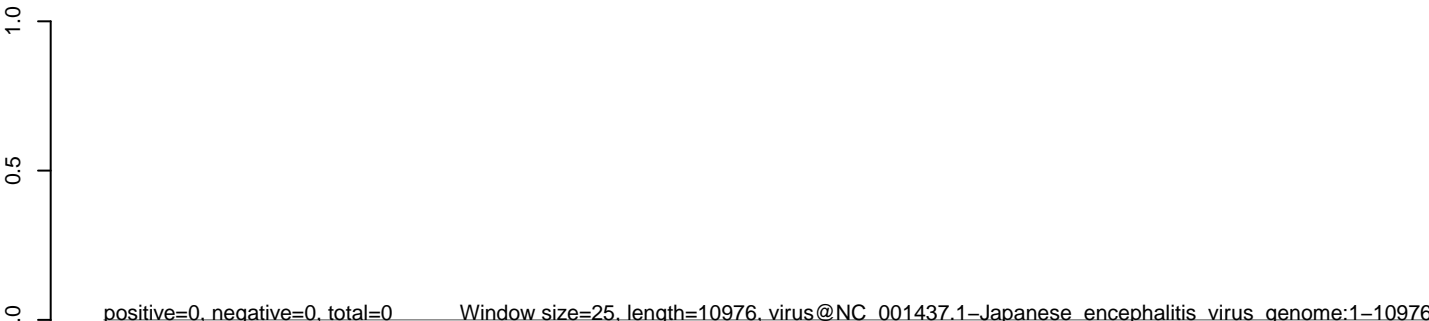 1.0
0.5
.0
positive=0, negative=0, total=0 Window size=25, length=10976, virus@NC_001437.1−Japanese_encephalitis_virus_genome:1−10976